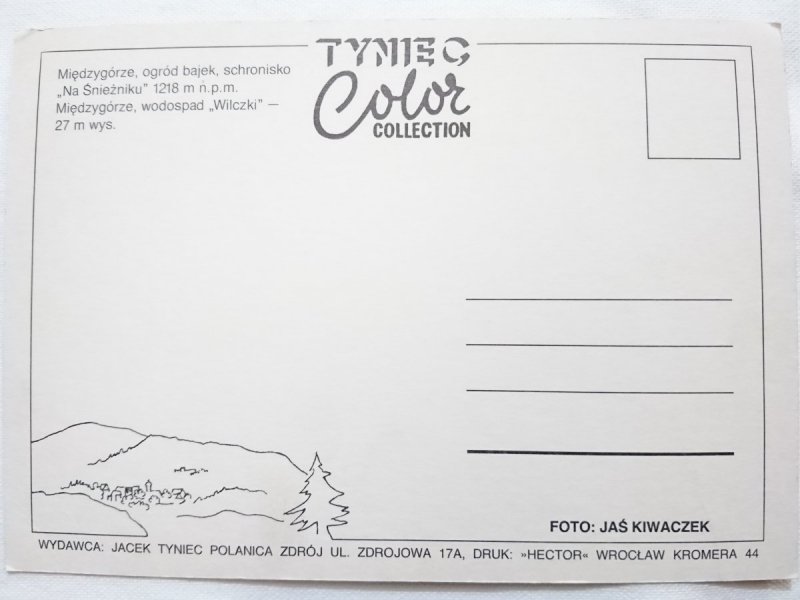 Międzygórze, ogród bajek, schronisko
„Na Śnieżniku” 1218 m n.p.m.
Międzygórze, wodospad „Wilczki” —
27 m wys.
TYNIEC
Color
COLLECTION
FOTO: JAŚ KIWACZEK
WYDAWCA: JACEK TYNIEC POLANICA ZDRÓJ UL. ZDROJOWA 17A, DRUK: »HECTOR« WROCŁAW KROMERA 44